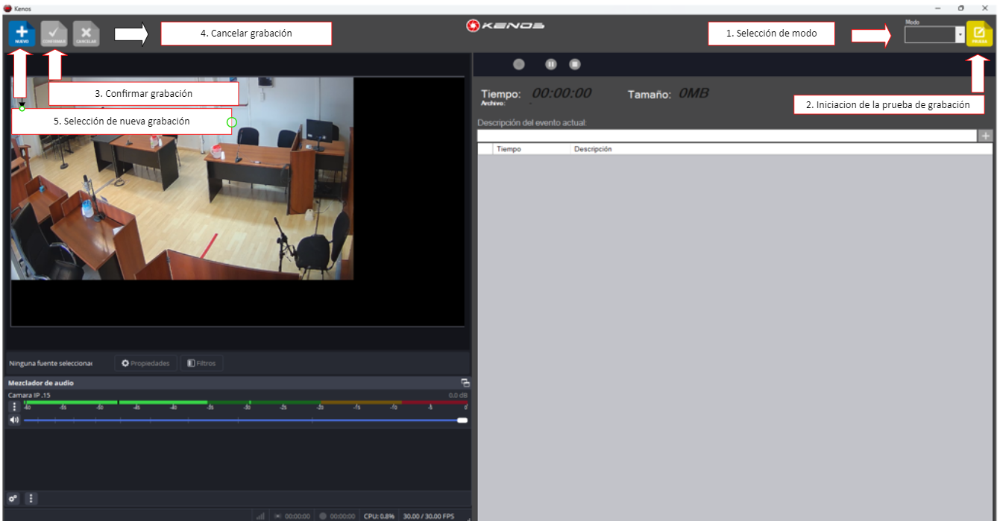 Kenos
NUEVO
CONFIRMAR
CANCELAR
4. Cancelar grabación
KENOS
1. Selección de modo
Modo
PRUEBA
3. Confirmar grabación
5. Selección de nueva grabación
2. Iniciacion de la prueba de grabación
Tiempo: 00:00:00 Tamaño: 0MB
Archivo: -
Descripción del evento actual:
Tiempo Descripción
Ninguna fuente seleccionac Propiedades Filtros
Mezclador de audio
Camara IP .15 0.0 dB
-60 -55 -50 -45 -40 -35 -30 -25 -20 -15 -10 -5 0
00:00:00 00:00:00 CPU: 0.8% 30.00 / 30.00 FPS